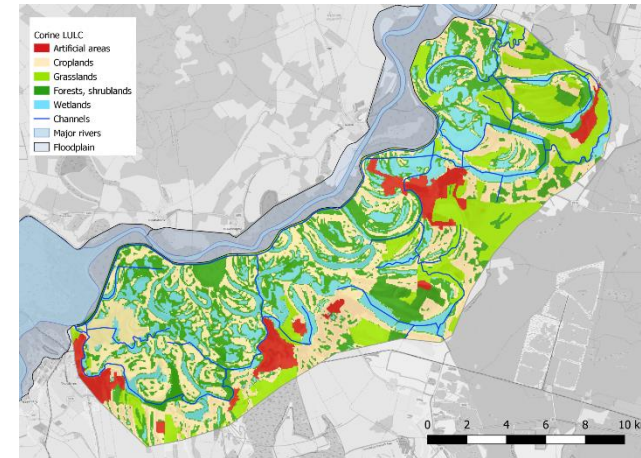 Corine LULC
Artificial areas
Croplands
Grasslands
Forests, shrublands
Wetlands
Channels
Major rivers
Floodplain
0 2 4 6 8 10 km